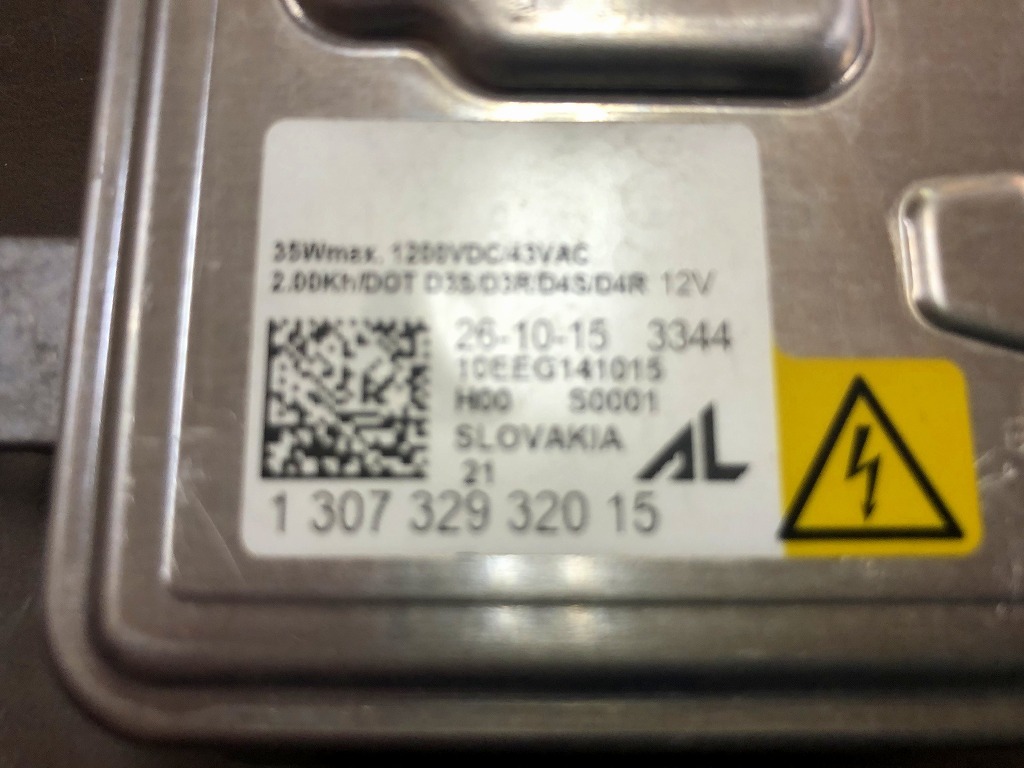 35Wmax. 1200VDC/43VAC
2.00Kh/DOT D3S/D3R/D4S/D4R 12V
26-10-15 3344
10EEG141015
H00 S0001
SLOVAKIA
21
AL
1 307 329 320 15